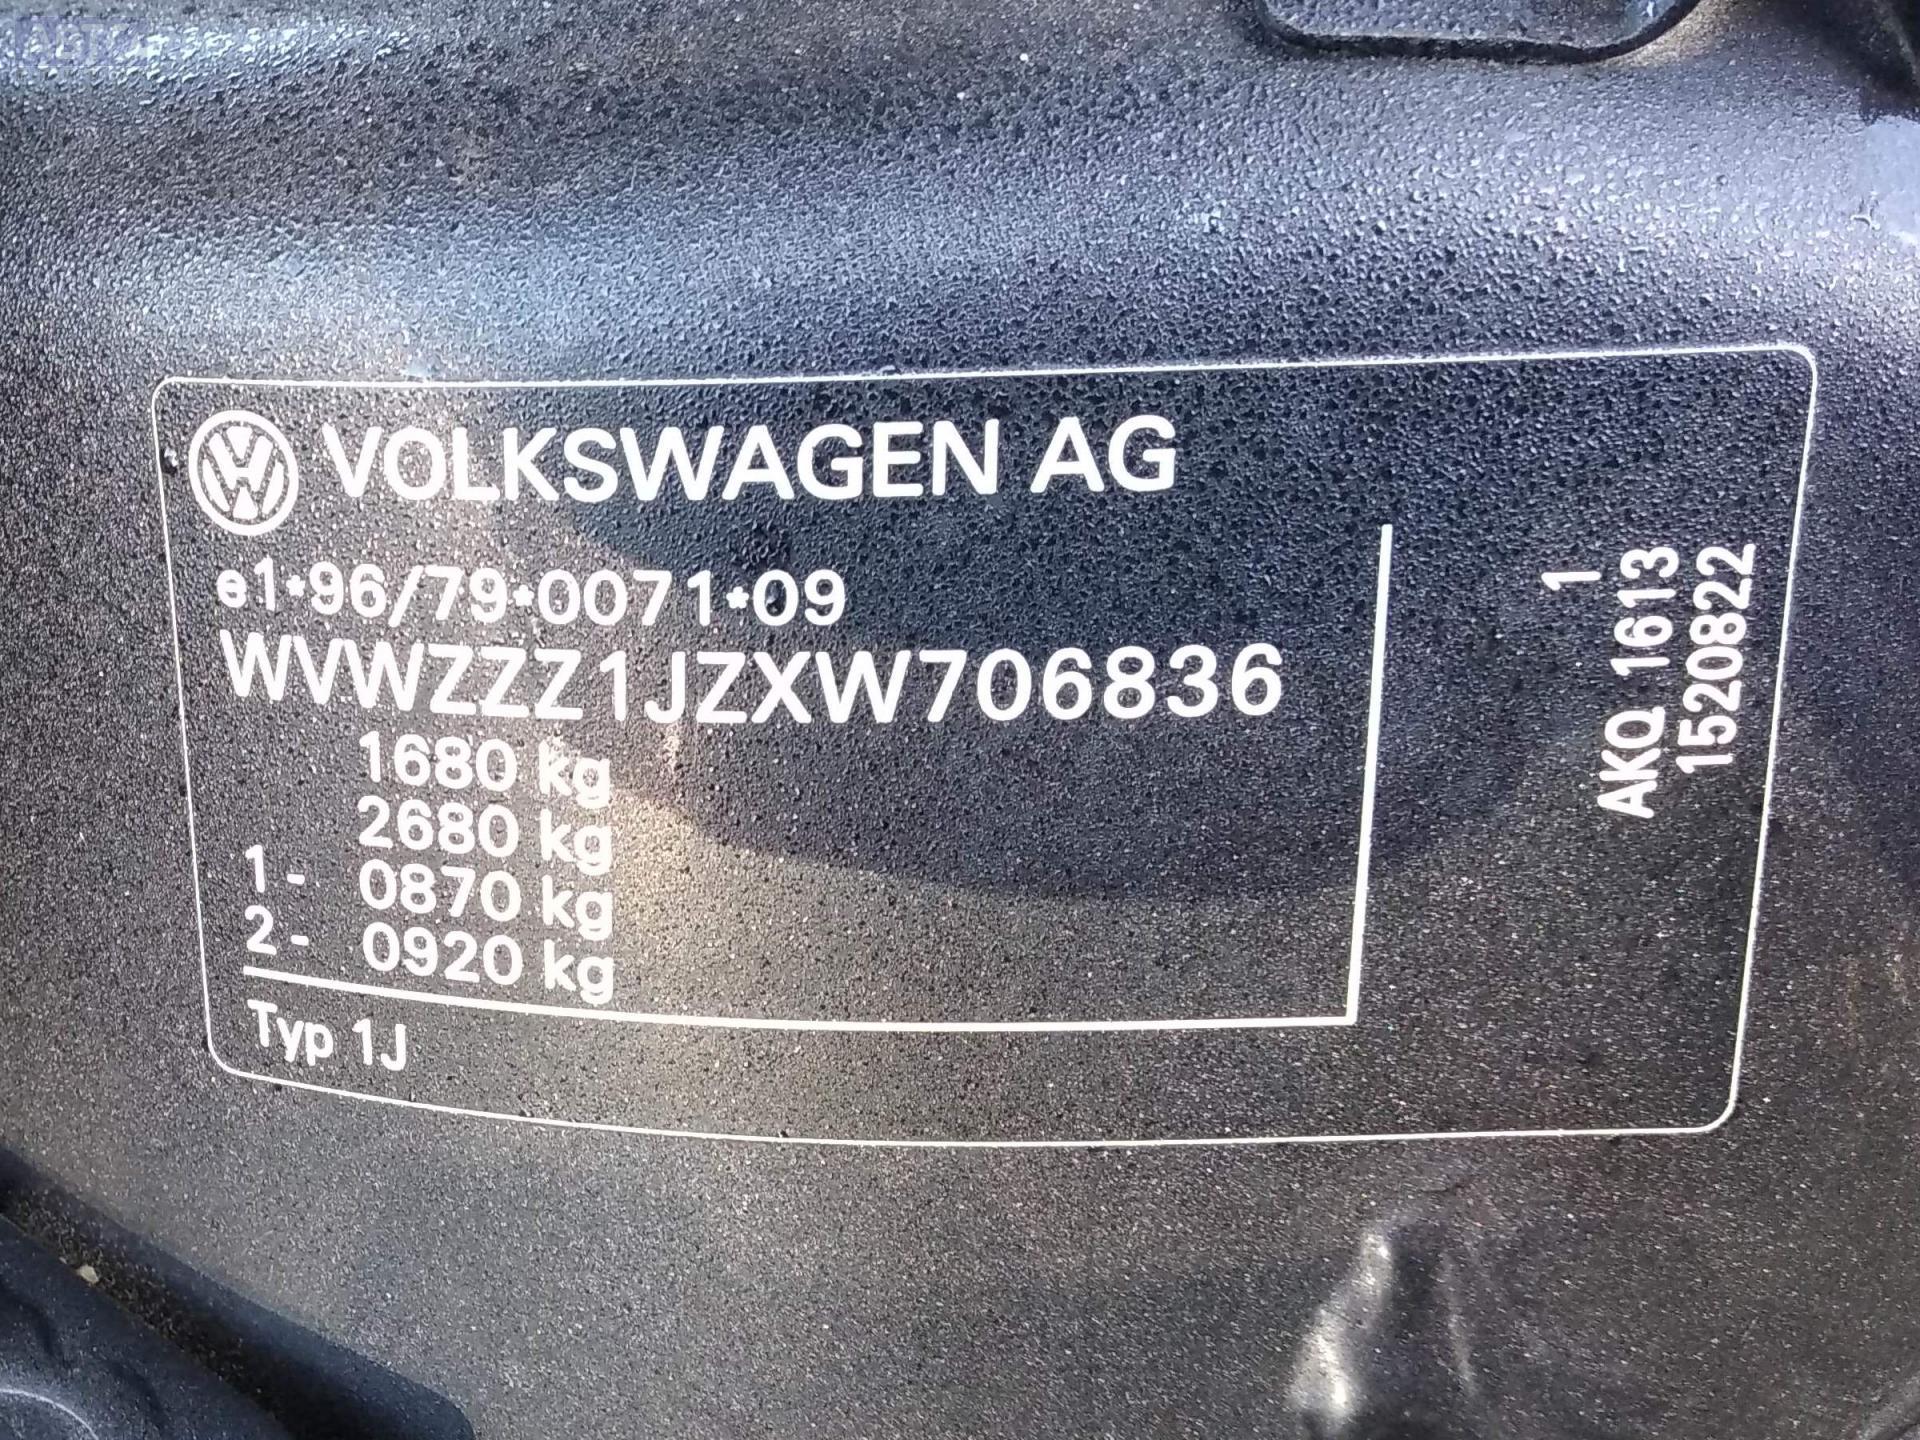 VOLKSWAGEN AG
e1*96/79*0071*09
WVWZZZ1JZXW706836
1680 kg
2680 kg
1- 0870 kg
2- 0920 kg
Typ 1J
1
AKQ 1613
1520822